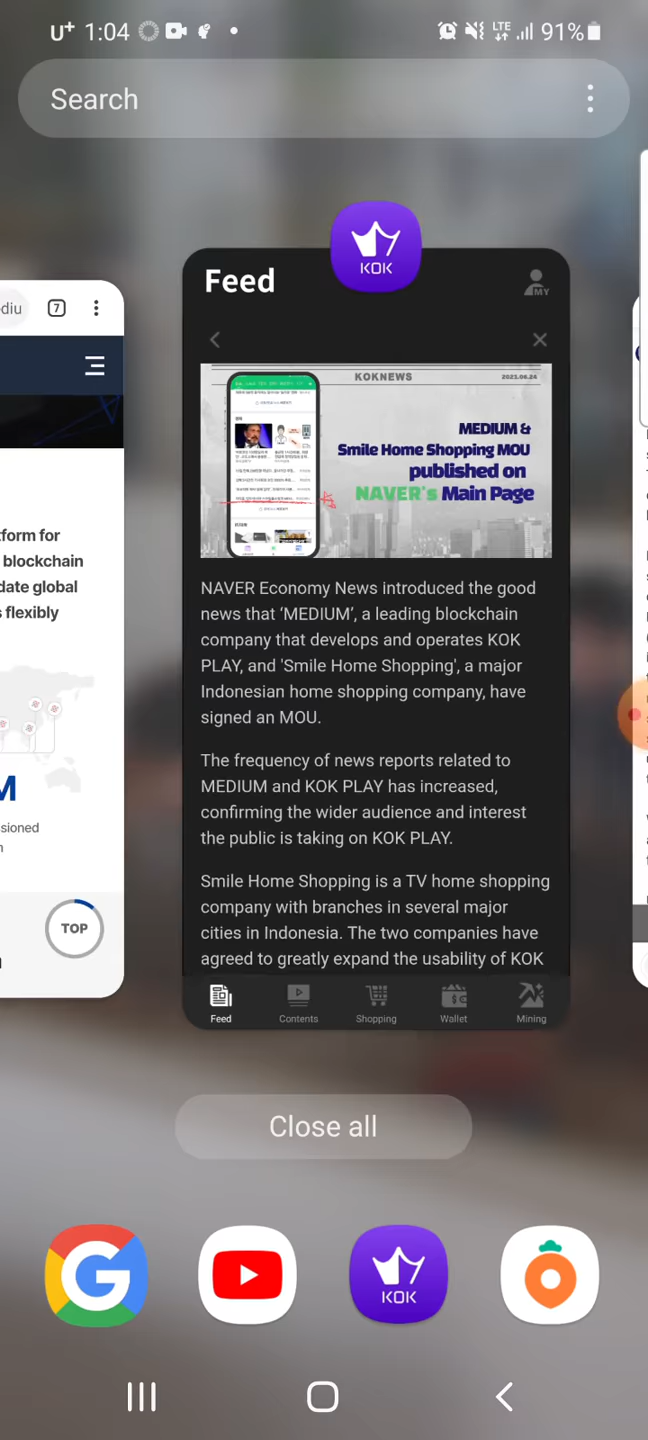 U+ 1:04
LTE 91%
Search
KOK
ediu
7
Feed
MY
KOKNEWS
2021.06.24
MEDIUM &
Smile Home Shopping MOU
published on
NAVER's Main Page
tform for
blockchain
date global
s flexibly
M
sioned
TOP
NAVER Economy News introduced the good
news that ‘MEDIUM’, a leading blockchain
company that develops and operates KOK
PLAY, and 'Smile Home Shopping', a major
Indonesian home shopping company, have
signed an MOU.
The frequency of news reports related to
MEDIUM and KOK PLAY has increased,
confirming the wider audience and interest
the public is taking on KOK PLAY.
Smile Home Shopping is a TV home shopping
company with branches in several major
cities in Indonesia. The two companies have
agreed to greatly expand the usability of KOK
Feed
Contents
Shopping
Wallet
Mining
Close all
KOK